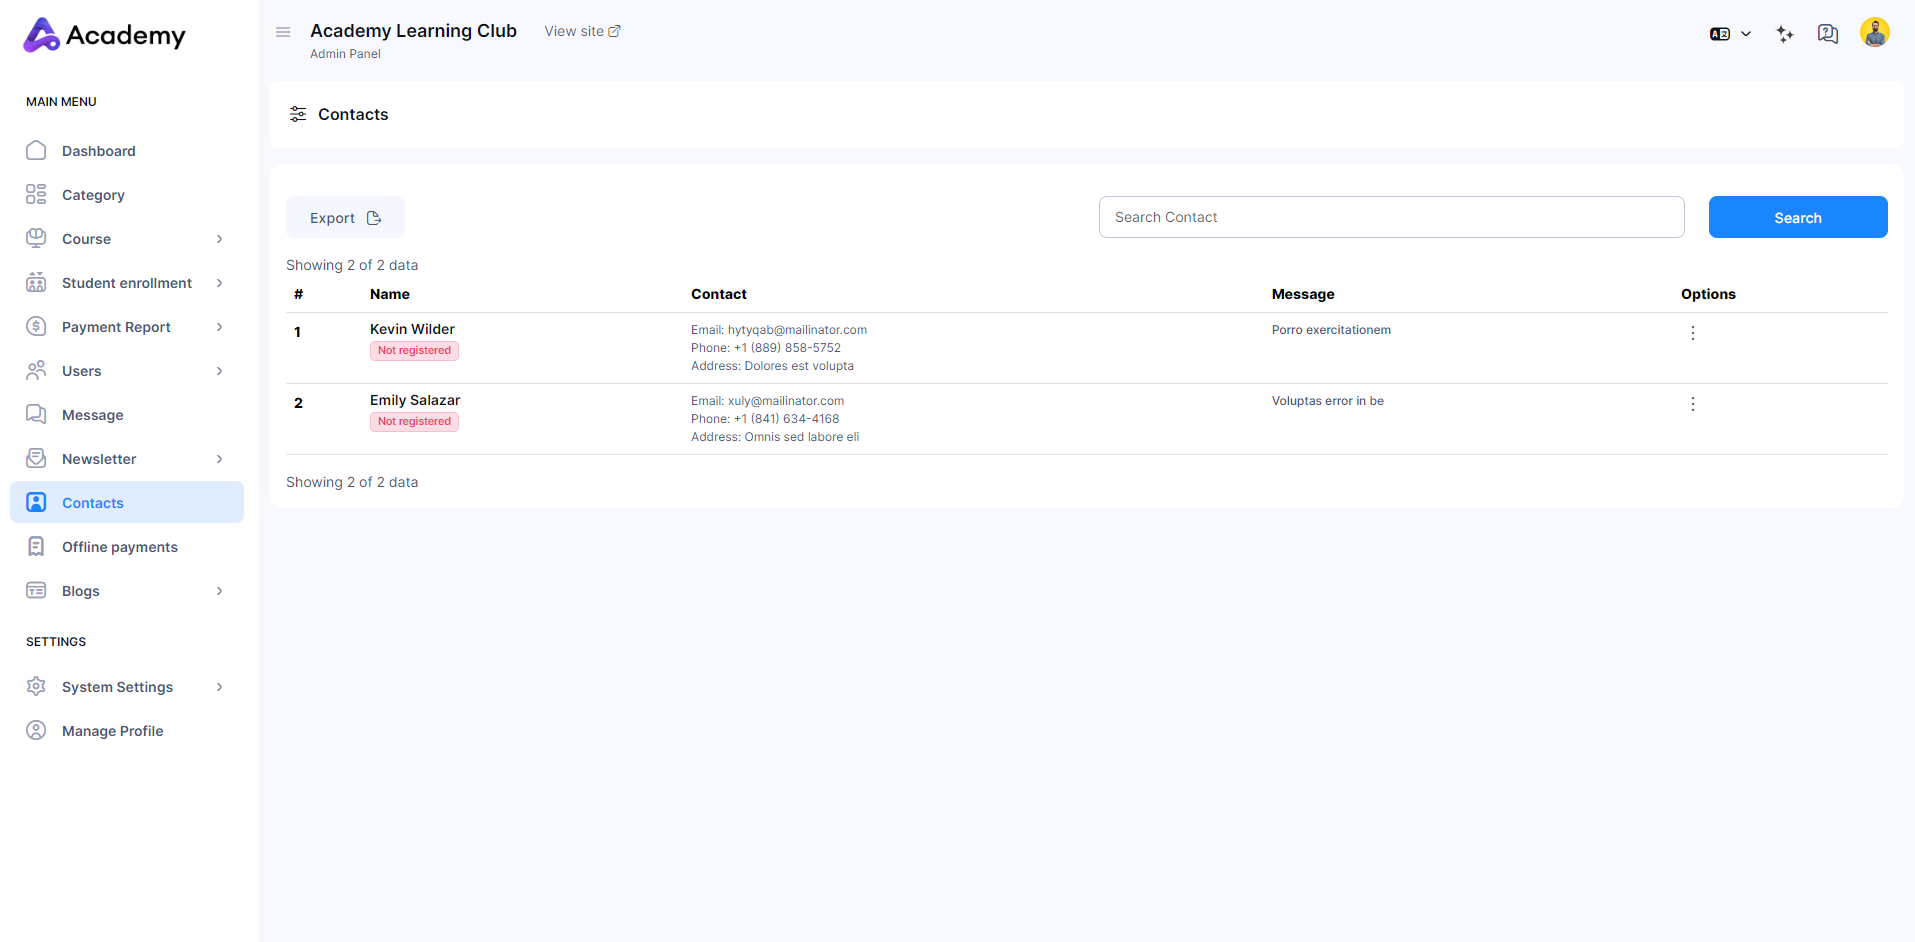 Academy
MAIN MENU
Dashboard
Category
Course
Student enrollment
Payment Report
Users
Message
Newsletter
Contacts
Offline payments
Blogs
SETTINGS
System Settings
Manage Profile
Academy Learning Club
View site
Admin Panel
Contacts
Export
Search Contact
Search
Showing 2 of 2 data
# Name Contact Message Options
1 Kevin Wilder Email: hytyqab@mailinator.com Porro exercitationem
Not registered Phone: +1 (889) 858-5752
Address: Dolores est volupta
2 Emily Salazar Email: xuly@mailinator.com Voluptas error in be
Not registered Phone: +1 (841) 634-4168
Address: Omnis sed labore eli
Showing 2 of 2 data